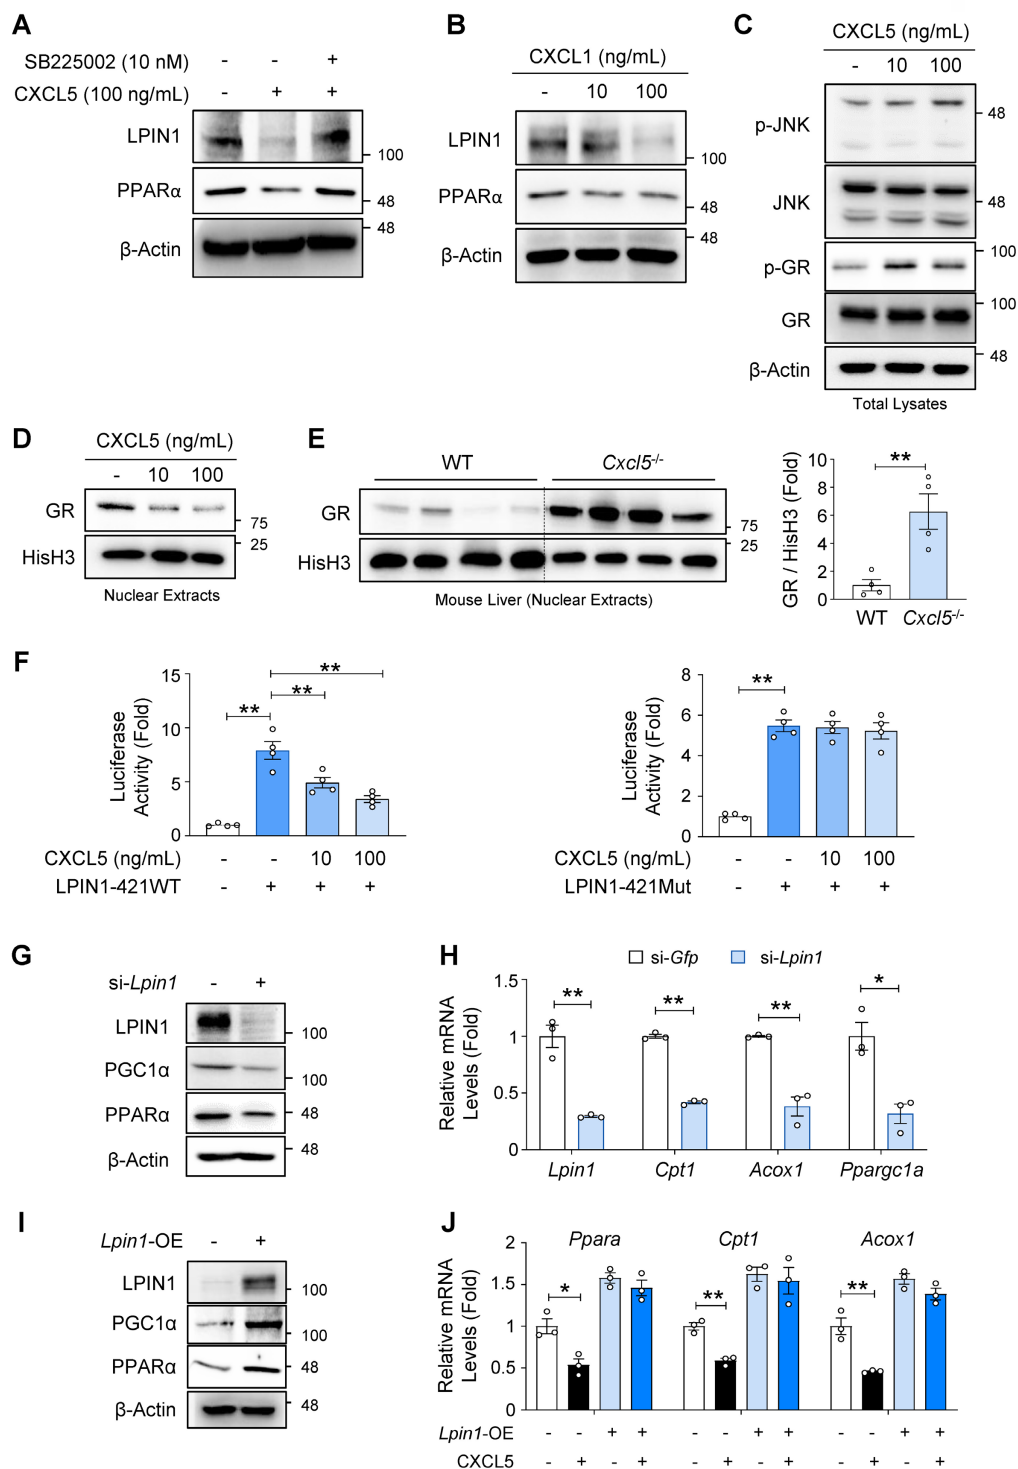 A
SB225002 (10 nM) - - +
CXCL5 (100 ng/mL) - + +
LPIN1
100
PPARα
48
48
β-Actin
B
CXCL1 (ng/mL)
- 10 100
LPIN1
100
PPARα
48
48
β-Actin
C
CXCL5 (ng/mL)
- 10 100
p-JNK
48
JNK
48
p-GR
100
GR
100
β-Actin
48
Total Lysates
D
CXCL5 (ng/mL)
- 10 100
GR
75
25
HisH3
Nuclear Extracts
E
WT Cxcl5-/-
GR
75
25
HisH3
Mouse Liver (Nuclear Extracts)
GR / HisH3 (Fold)
10
8
6
4
2
0
**
WT Cxcl5-/-
F
Luciferase
Activity (Fold)
15
10
5
0
**
**
**
CXCL5 (ng/mL) - - 10 100
LPIN1-421WT - + + +
Luciferase
Activity (Fold)
8
6
4
2
0
**
CXCL5 (ng/mL) - - 10 100
LPIN1-421Mut - + + +
G
si-Lpin1 - +
LPIN1
100
PGC1α
100
PPARα
48
48
β-Actin
H
si-Gfp si-Lpin1
Relative mRNA
Levels (Fold)
1.5
1
0.5
0
** ** ** *
Lpin1 Cpt1 Acox1 Ppargc1a
I
Lpin1-OE - +
LPIN1
100
PGC1α
100
PPARα
48
48
β-Actin
J
Ppara Cpt1 Acox1
Relative mRNA
Levels (Fold)
2
1.5
1
0.5
0
* ** **
Lpin1-OE - - + + - - + + - - + +
CXCL5 - + - + - + - + - + - +